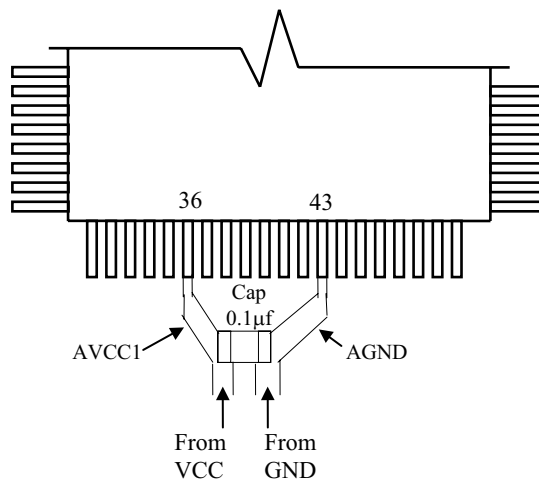 36 43
Cap
0.1μf
AVCC1
AGND
From
VCC
From
GND